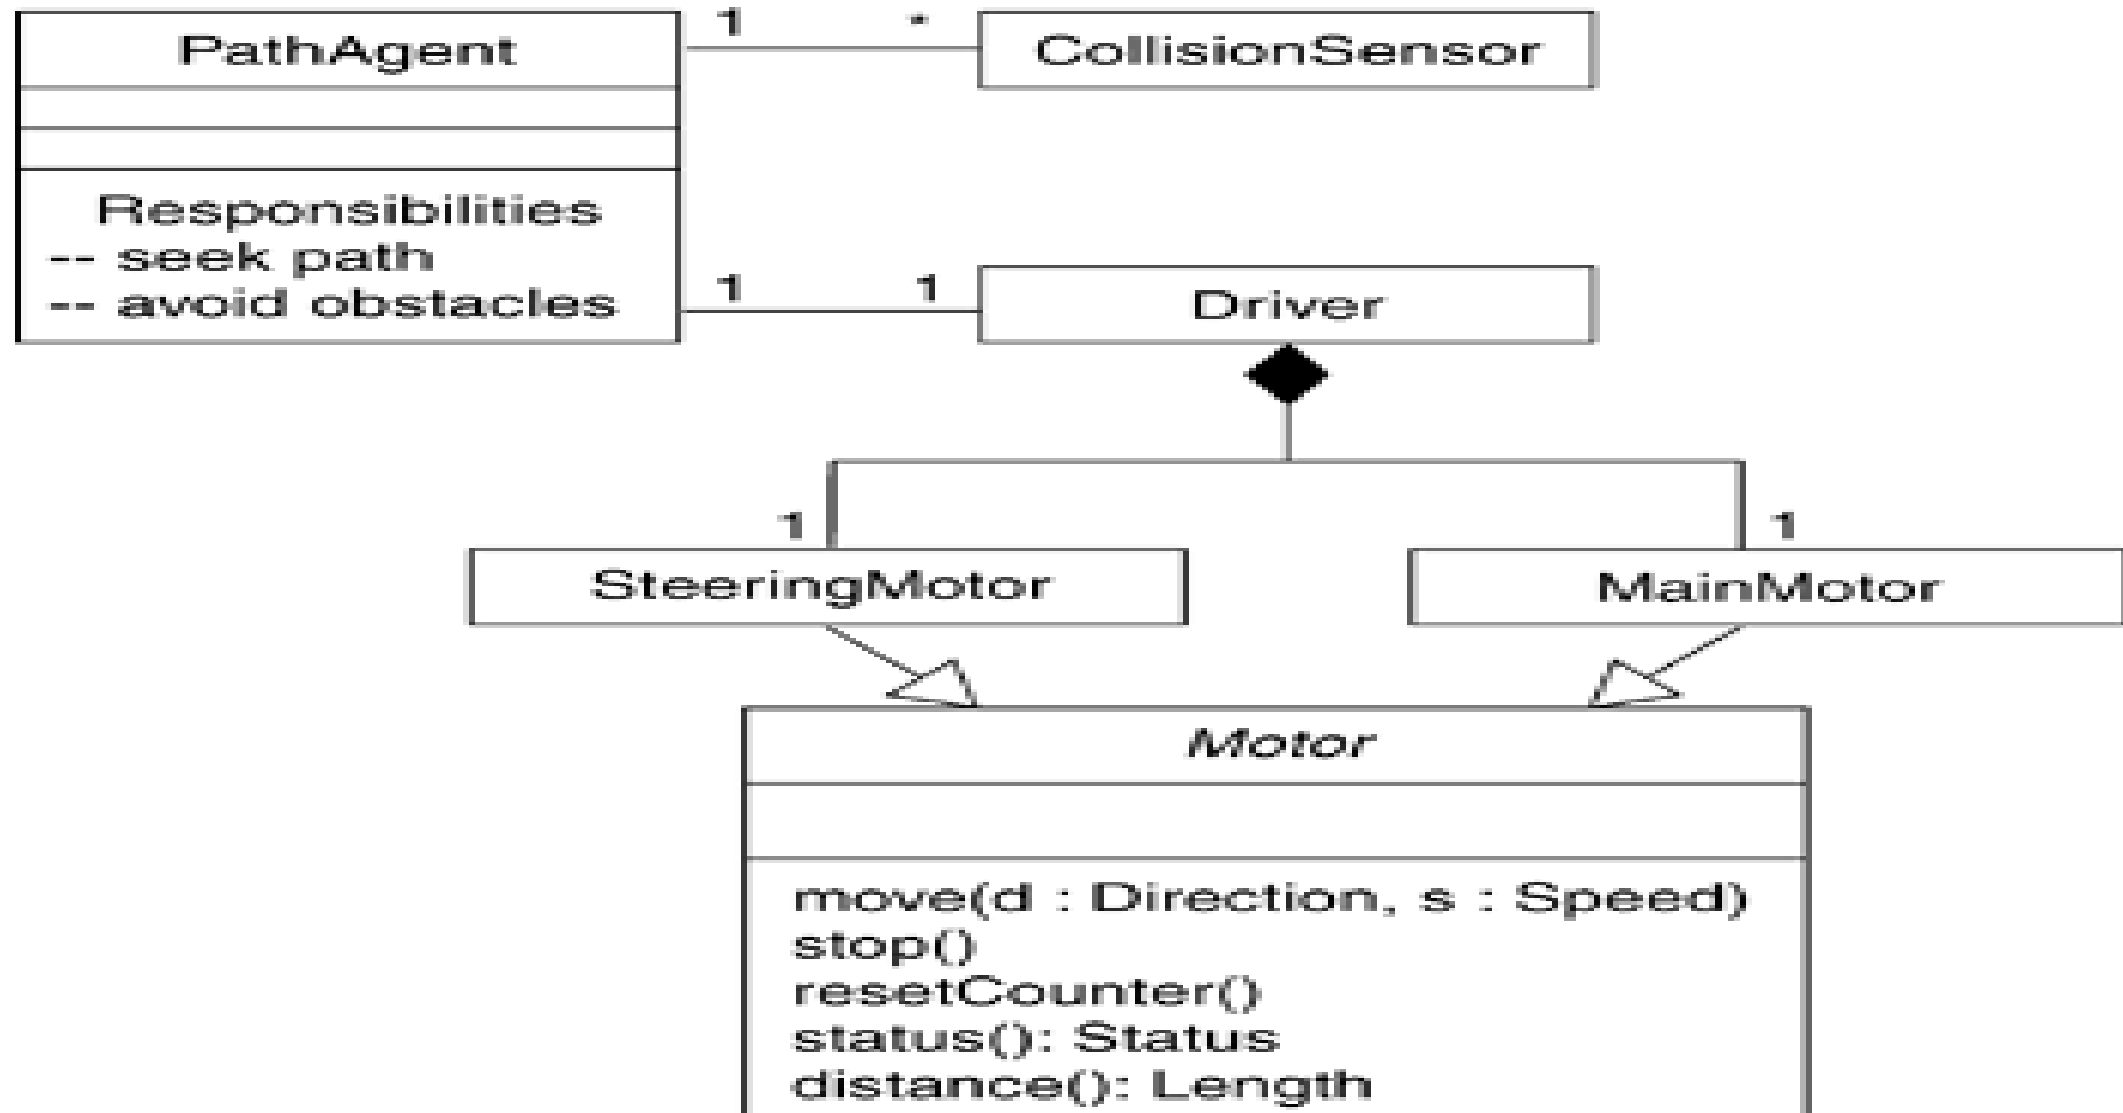 PathAgent
1
*
CollisionSensor
Responsibilities
-- seek path
-- avoid obstacles
1
1
Driver
1
1
SteeringMotor
MainMotor
Motor
move(d : Direction, s : Speed)
stop()
resetCounter()
status(): Status
distance(): Length